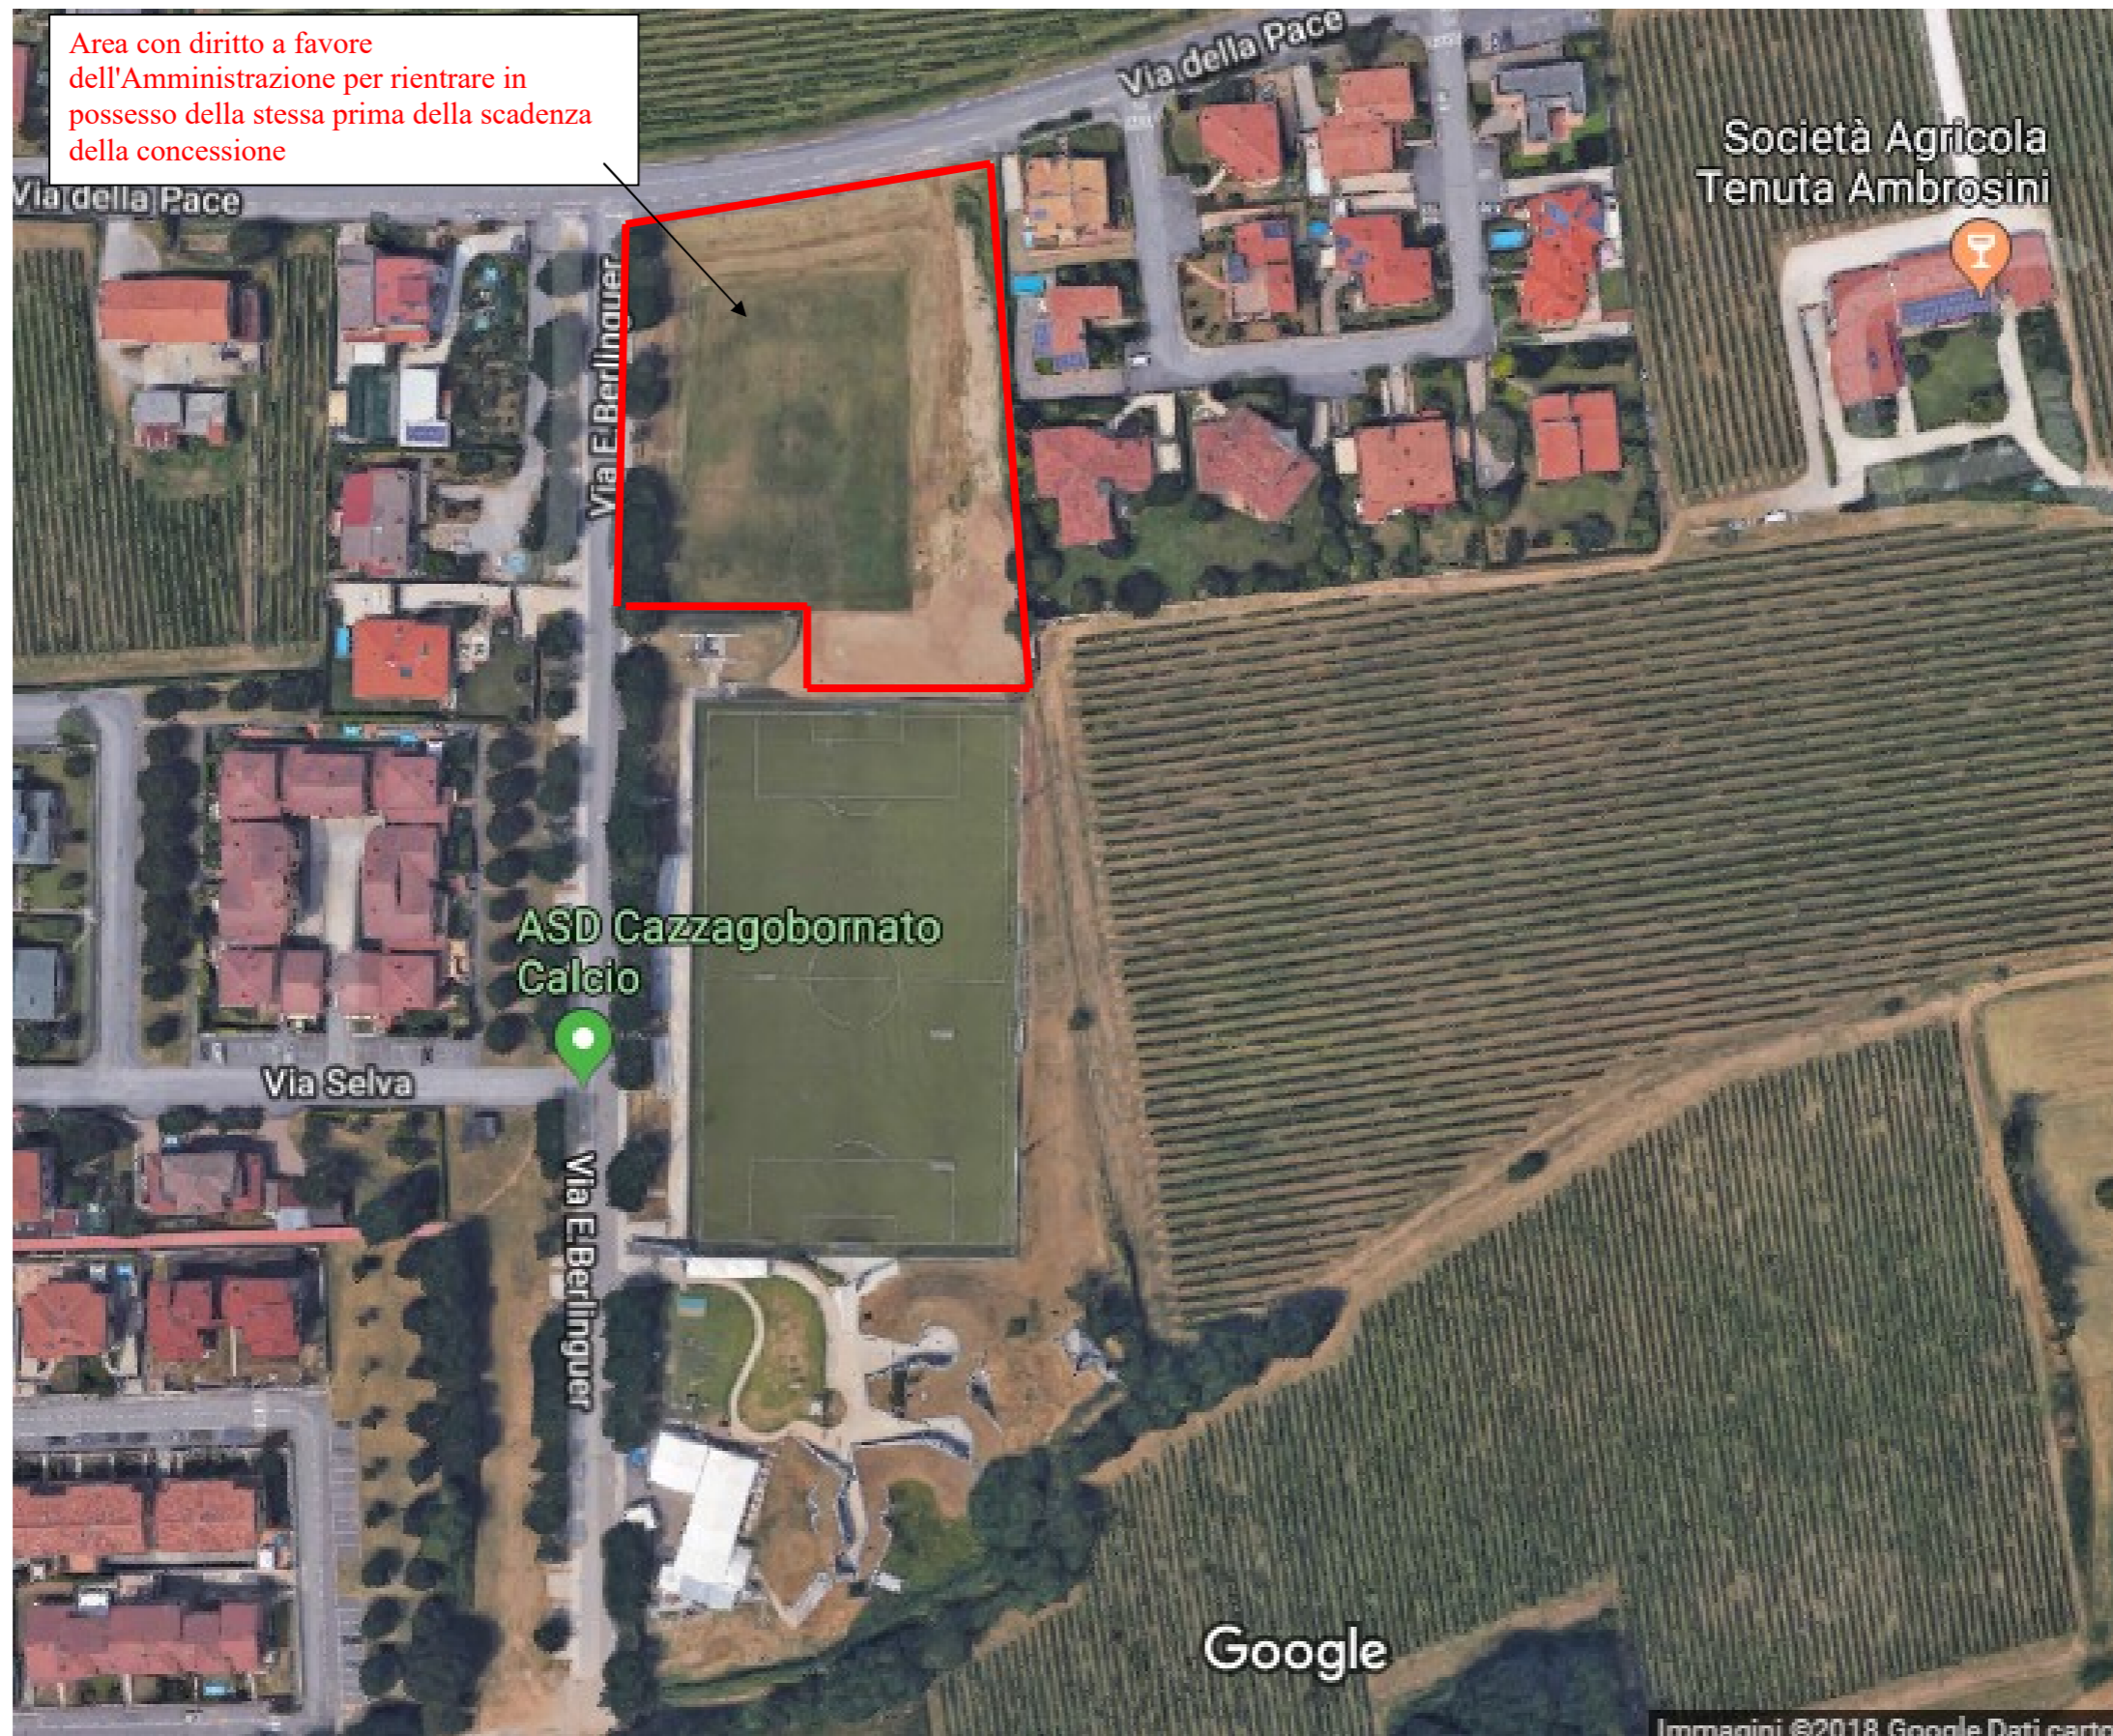 Area con diritto a favore
dell'Amministrazione per rientrare in
possesso della stessa prima della scadenza
della concessione
Via della Pace
Via della Pace
Società Agricola
Tenuta Ambrosini
Via E.Berlinguer
ASD Cazzagobornato
Calcio
Via Selva
Via E.Berlinguer
Google
Immagini ©2018 Google Dati carto